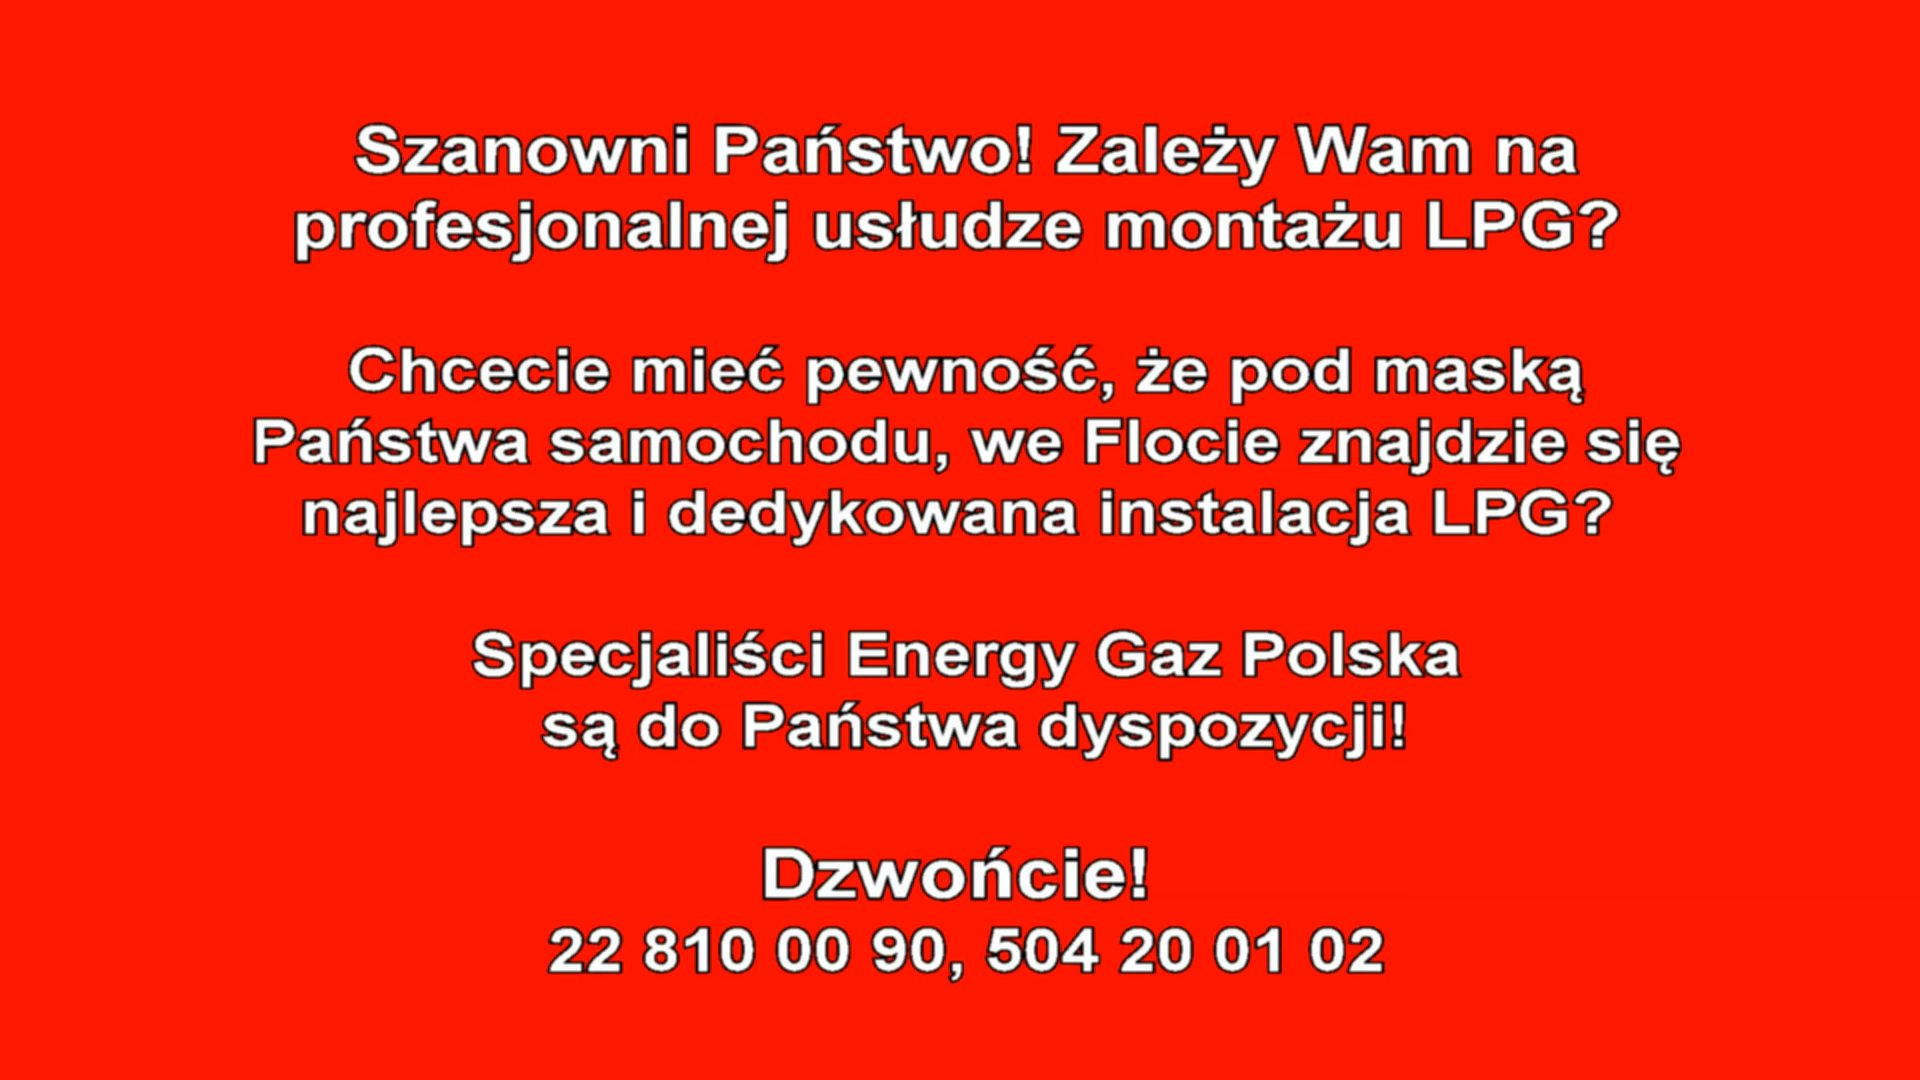 Szanowni Państwo! Zależy Wam na
profesjonalnej usłudze montażu LPG?
Chcecie mieć pewność, że pod maską
Państwa samochodu, we Flocie znajdzie się
najlepsza i dedykowana instalacja LPG?
Specjaliści Energy Gaz Polska
są do Państwa dyspozycji!
Dzwońcie!
22 810 00 90, 504 20 01 02